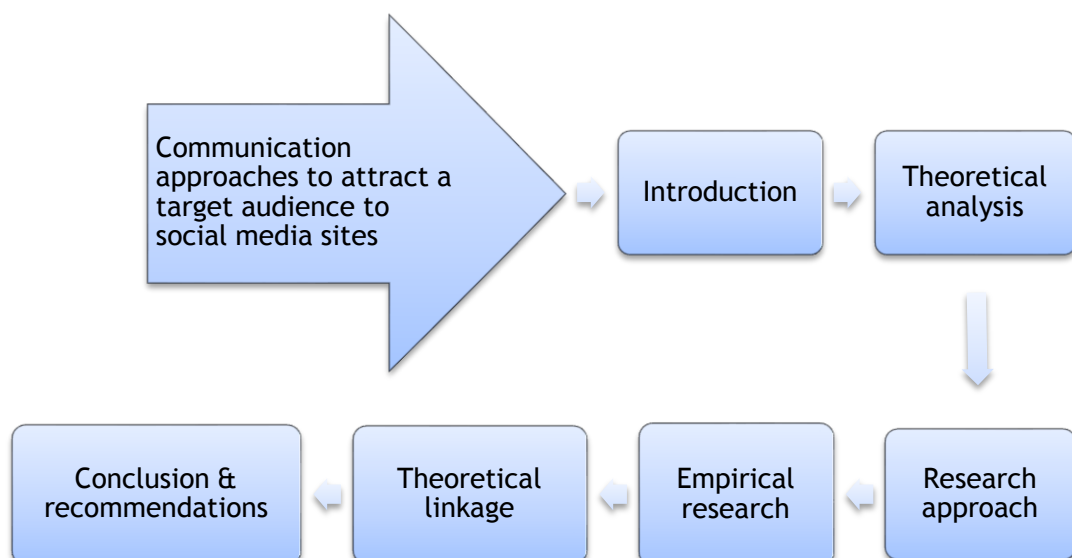 Communication
approaches to attract a
target audience to
social media sites
Introduction
Theoretical
analysis
Research
approach
Empirical
research
Theoretical
linkage
Conclusion &
recommendations